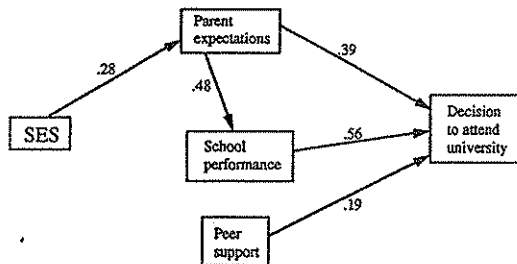 Parent
expectations
.28
.39
.48
SES
School
performance
.56
Decision
to attend
university
.19
Peer
support